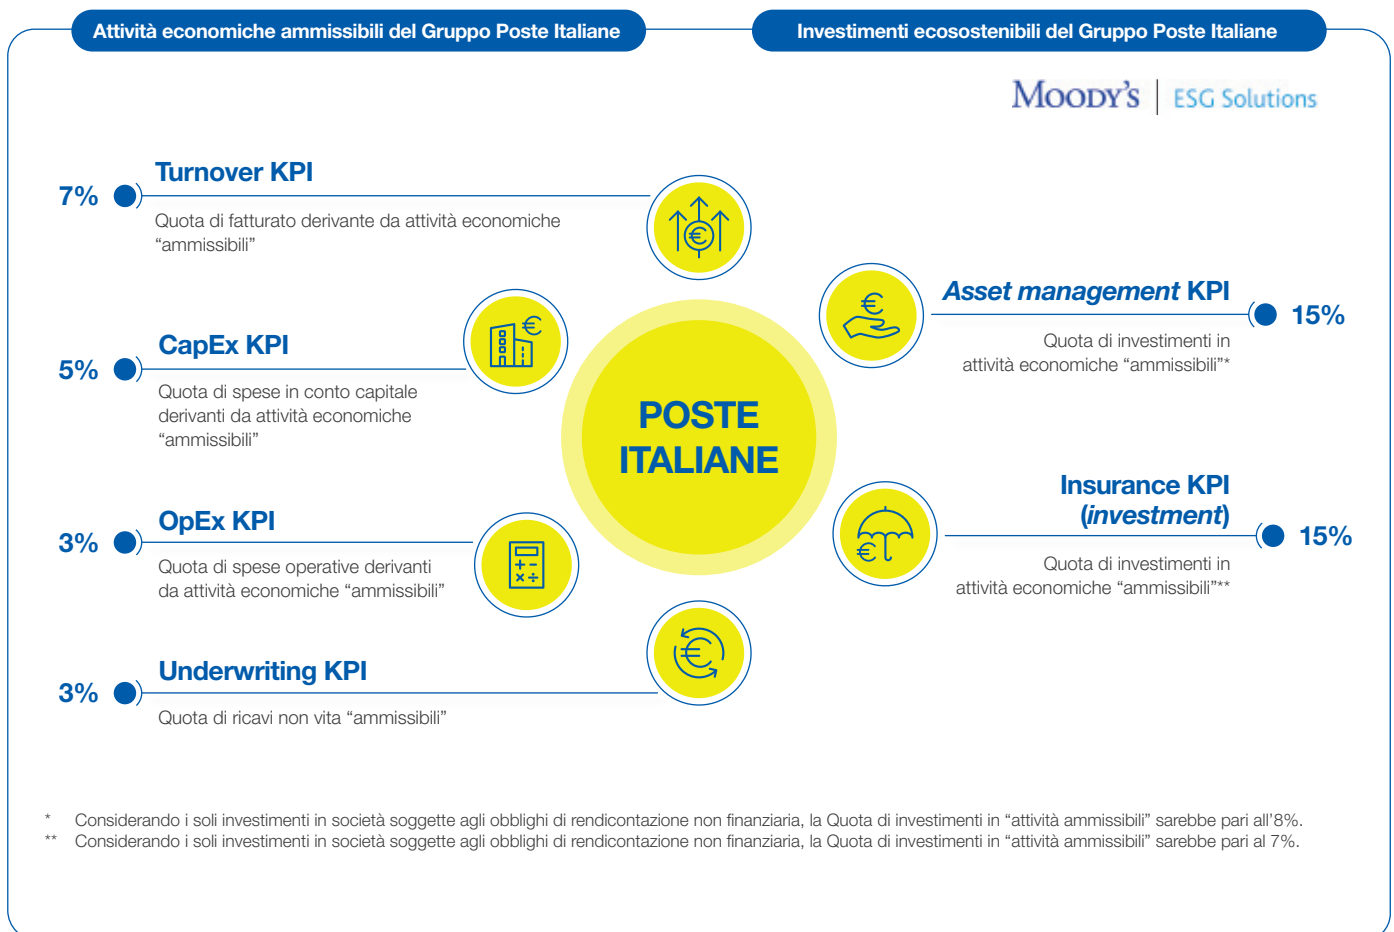 Attività economiche ammissibili del Gruppo Poste Italiane
Investimenti ecosostenibili del Gruppo Poste Italiane
MOODY'S | ESG Solutions
Turnover KPI
7%
Quota di fatturato derivante da attività economiche
“ammissibili”
€
CapEx KPI
€
5%
Quota di spese in conto capitale
derivanti da attività economiche
“ammissibili”
OpEx KPI
3%
Quota di spese operative derivanti
da attività economiche “ammissibili”
+ -
× ÷
Underwriting KPI
3%
Quota di ricavi non vita “ammissibili”
€
POSTE
ITALIANE
€
Asset management KPI
15%
Quota di investimenti in
attività economiche “ammissibili”*
€
Insurance KPI
(investment)
15%
Quota di investimenti in
attività economiche “ammissibili”**
* Considerando i soli investimenti in società soggette agli obblighi di rendicontazione non finanziaria, la Quota di investimenti in “attività ammissibili” sarebbe pari all’8%.
** Considerando i soli investimenti in società soggette agli obblighi di rendicontazione non finanziaria, la Quota di investimenti in “attività ammissibili” sarebbe pari al 7%.